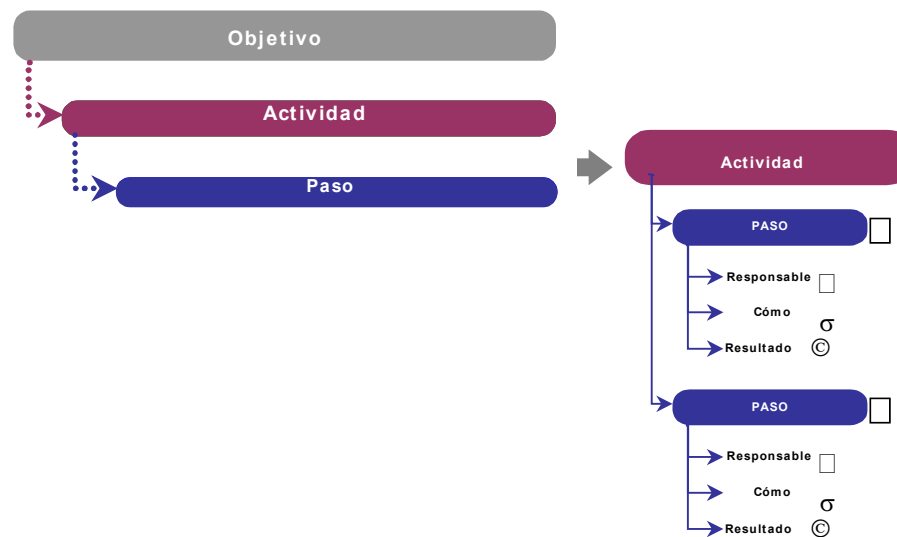 Objetivo
Actividad
Paso
Actividad
PASO
Responsable
Cómo
σ
Resultado ©
PASO
Responsable
Cómo
σ
Resultado ©